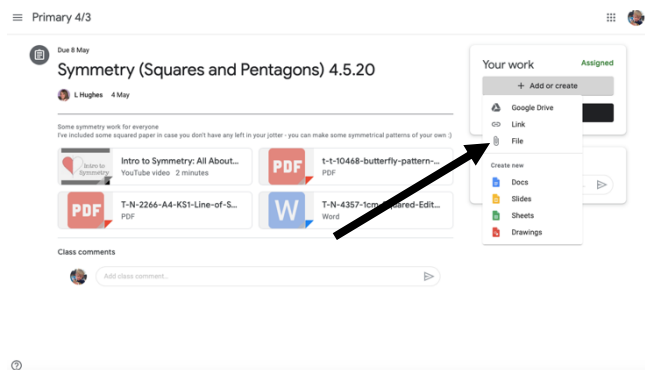 Primary 4/3
Due 8 May
Symmetry (Squares and Pentagons) 4.5.20
L Hughes 4 May
Some symmetry work for everyone
I've included some squared paper in case you don't have any left in your jotter - you can make some symmetrical patterns of your own :)
Intro to Symmetry
Intro to Symmetry: All About...
YouTube video 2 minutes
PDF
t-t-10468-butterfly-pattern-...
PDF
PDF
T-N-2266-A4-KS1-Line-of-S...
PDF
W
T-N-4357-1cm-Squared-Edit...
Word
Class comments
Add class comment...
Your work
Assigned
+ Add or create
Google Drive
Link
File
Create new
Docs
Slides
Sheets
Drawings